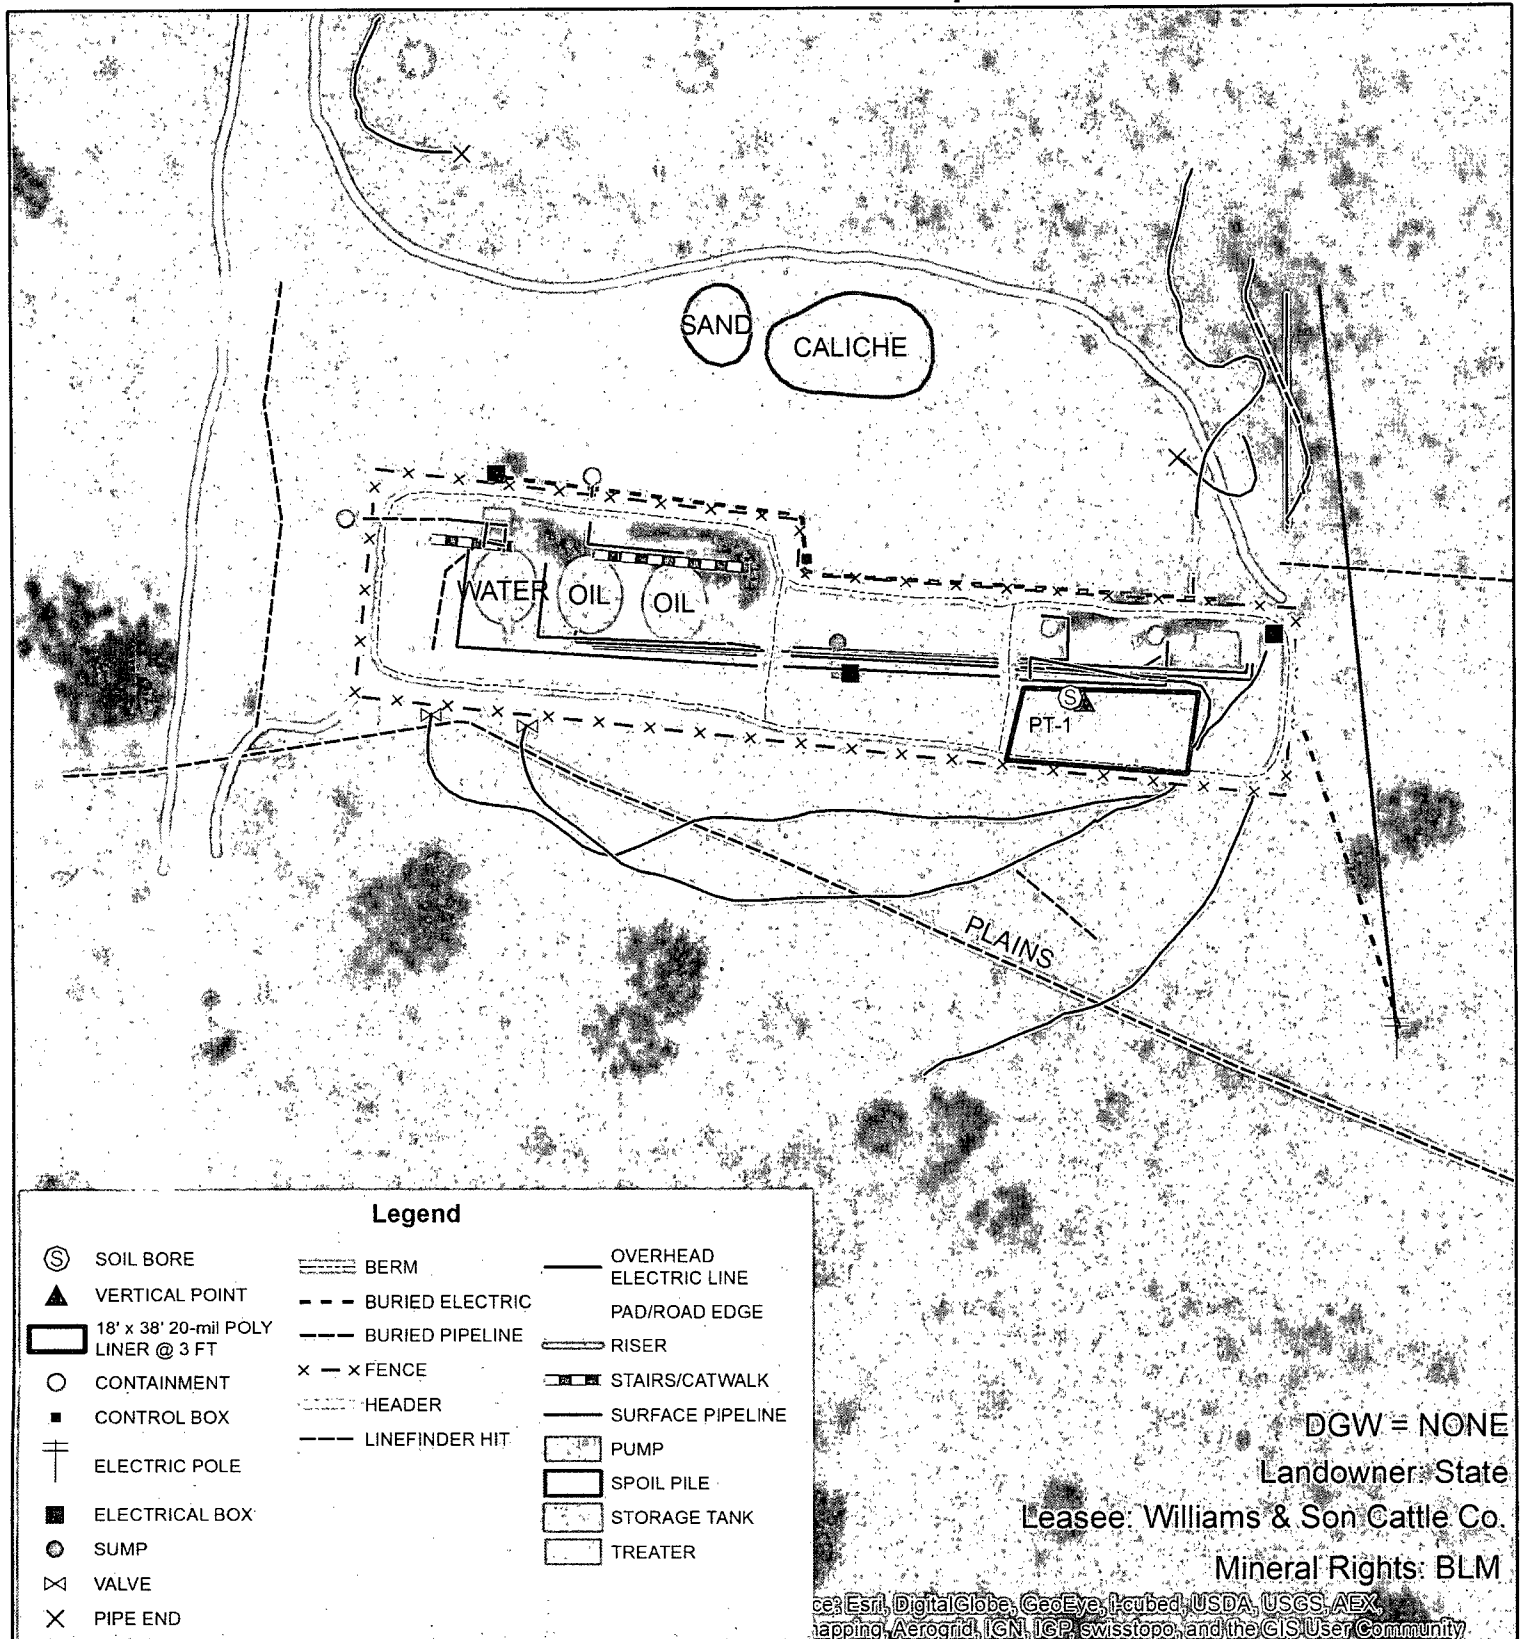 SAND
CALICHE
WATER
OIL
OIL
S
PT-1
PLAINS
Legend
S SOIL BORE
VERTICAL POINT
18' x 38' 20-mil POLY
LINER @ 3 FT
CONTAINMENT
CONTROL BOX
ELECTRIC POLE
ELECTRICAL BOX
SUMP
VALVE
PIPE END
BERM
BURIED ELECTRIC
BURIED PIPELINE
FENCE
HEADER
LINEFINDER HIT
OVERHEAD
ELECTRIC LINE
PAD/ROAD EDGE
RISER
STAIRS/CATWALK
SURFACE PIPELINE
PUMP
SPOIL PILE
STORAGE TANK
TREATER
DGW = NONE
Landowner: State
Leasee: Williams & Son Cattle Co.
Mineral Rights: BLM
Esri, DigitalGlobe, GeoEye, i-cubed, USDA, USGS, AEX,
Aerogrid, IGN, IGP, swisstopo, and the GIS User Community